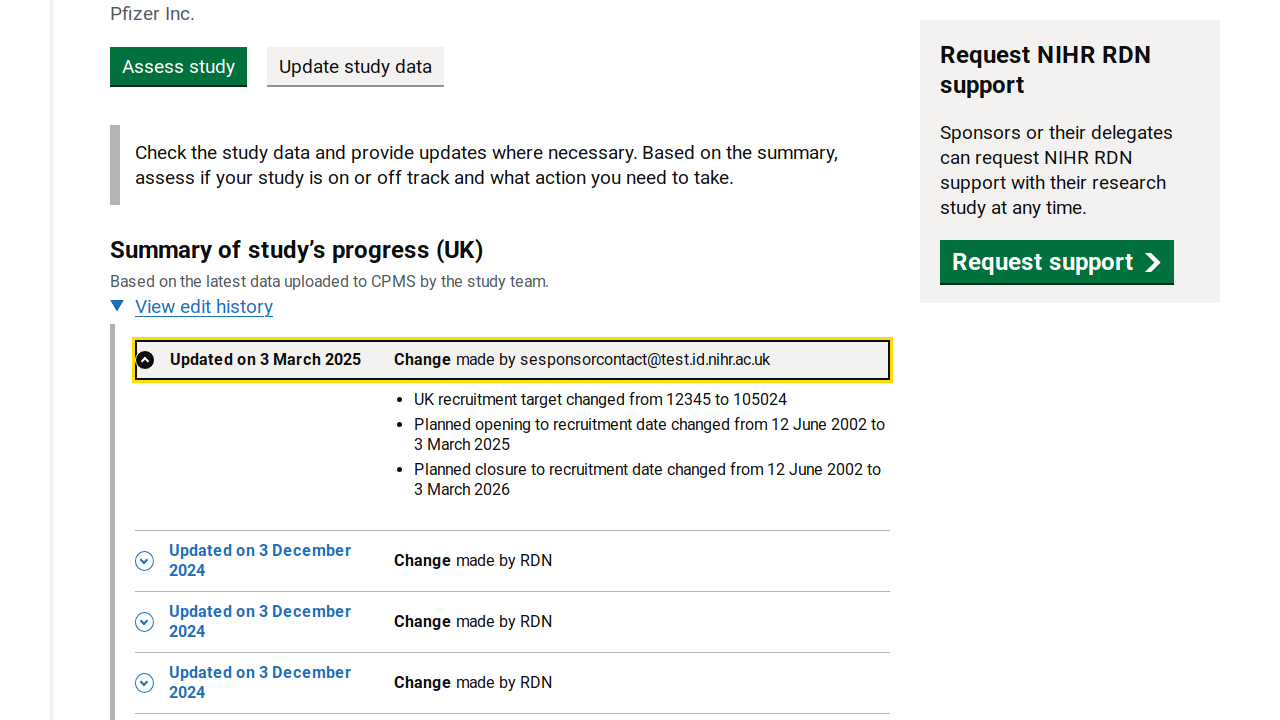 Pfizer Inc.
Assess study
Update study data
Check the study data and provide updates where necessary. Based on the summary,
assess if your study is on or off track and what action you need to take.
Summary of study’s progress (UK)
Based on the latest data uploaded to CPMS by the study team.
View edit history
Updated on 3 March 2025 Change made by sesponsorcontact@test.id.nihr.ac.uk
• UK recruitment target changed from 12345 to 105024
• Planned opening to recruitment date changed from 12 June 2002 to
3 March 2025
• Planned closure to recruitment date changed from 12 June 2002 to
3 March 2026
Updated on 3 December
2024
Change made by RDN
Updated on 3 December
2024
Change made by RDN
Updated on 3 December
2024
Change made by RDN
Request NIHR RDN
support
Sponsors or their delegates
can request NIHR RDN
support with their research
study at any time.
Request support